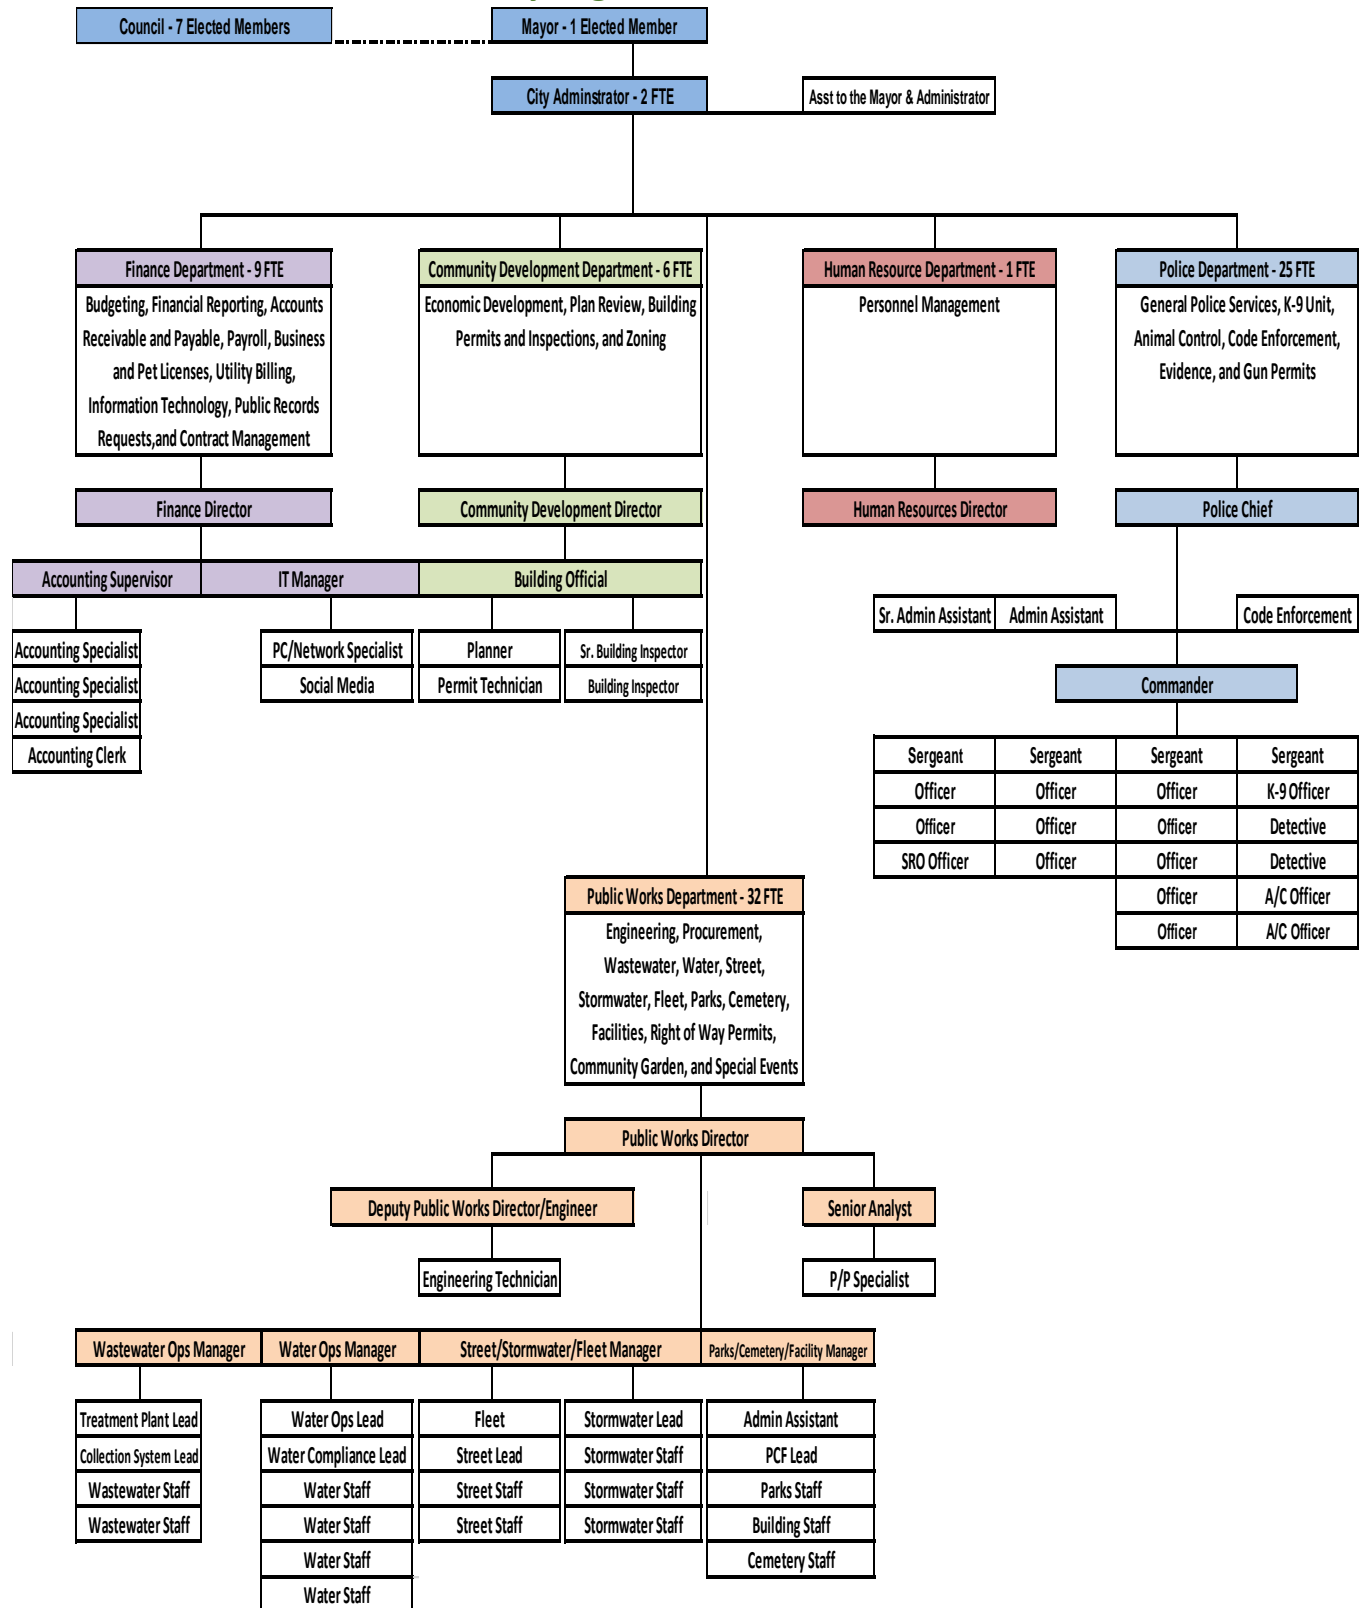 Council - 7 Elected Members
Mayor - 1 Elected Member
City Adminstrator - 2 FTE
Asst to the Mayor & Administrator
Finance Department - 9 FTE
Budgeting, Financial Reporting, Accounts
Receivable and Payable, Payroll, Business
and Pet Licenses, Utility Billing,
Information Technology, Public Records
Requests,and Contract Management
Community Development Department - 6 FTE
Economic Development, Plan Review, Building
Permits and Inspections, and Zoning
Human Resource Department - 1 FTE
Personnel Management
Police Department - 25 FTE
General Police Services, K-9 Unit,
Animal Control, Code Enforcement,
Evidence, and Gun Permits
Finance Director
Community Development Director
Human Resources Director
Police Chief
Accounting Supervisor
IT Manager
Building Official
Sr. Admin Assistant
Admin Assistant
Code Enforcement
Accounting Specialist
Accounting Specialist
Accounting Specialist
Accounting Clerk
PC/Network Specialist
Social Media
Planner
Permit Technician
Sr. Building Inspector
Building Inspector
Commander
Sergeant
Officer
Officer
SRO Officer
Sergeant
Officer
Officer
Officer
Sergeant
Officer
Officer
Officer
Officer
Officer
Sergeant
K-9 Officer
Detective
Detective
A/C Officer
A/C Officer
Public Works Department - 32 FTE
Engineering, Procurement,
Wastewater, Water, Street,
Stormwater, Fleet, Parks, Cemetery,
Facilities, Right of Way Permits,
Community Garden, and Special Events
Public Works Director
Deputy Public Works Director/Engineer
Senior Analyst
Engineering Technician
P/P Specialist
Wastewater Ops Manager
Water Ops Manager
Street/Stormwater/Fleet Manager
Parks/Cemetery/Facility Manager
Treatment Plant Lead
Collection System Lead
Wastewater Staff
Wastewater Staff
Water Ops Lead
Water Compliance Lead
Water Staff
Water Staff
Water Staff
Water Staff
Fleet
Street Lead
Street Staff
Street Staff
Stormwater Lead
Stormwater Staff
Stormwater Staff
Stormwater Staff
Admin Assistant
PCF Lead
Parks Staff
Building Staff
Cemetery Staff